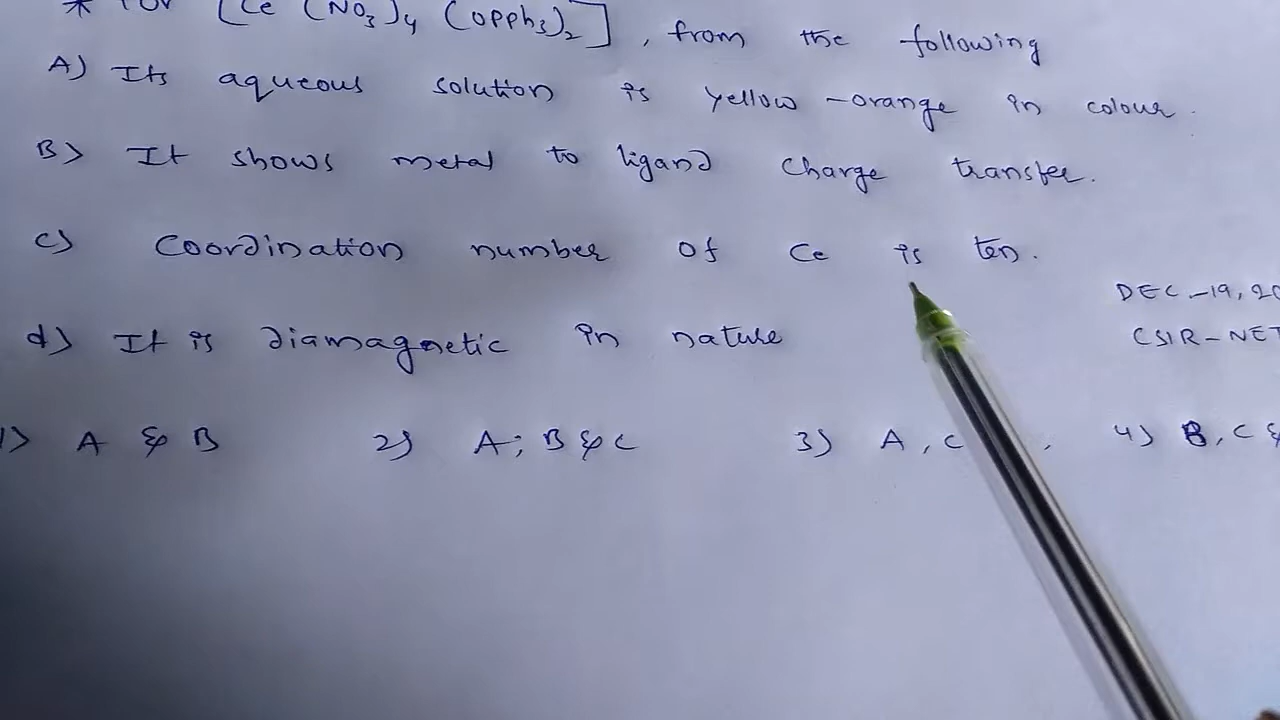 * For [Ce (NO3)4 (OPPh3)2], from the following
A) Its aqueous solution is yellow-orange in colour.
B) It shows metal to ligand charge transfer.
C) Coordination number of Ce is ten.
DEC-19, 20
d) It is diamagnetic in nature
CSIR-NET
1) A & B 2) A; B & C 3) A, C , 4) B, C &